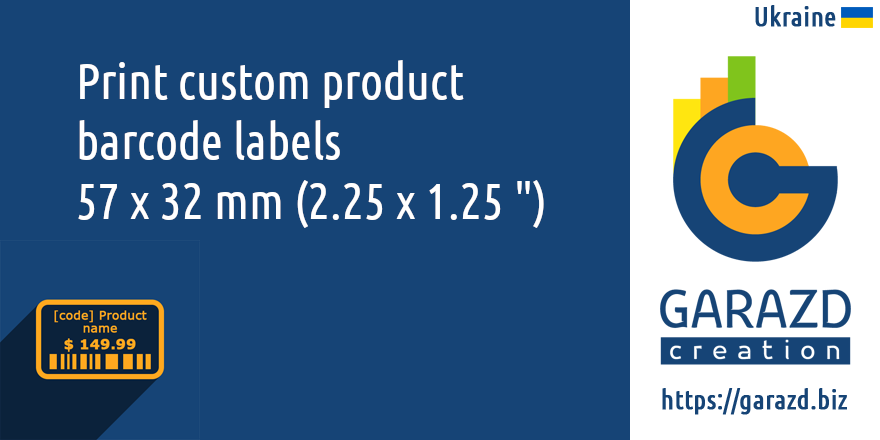 Print custom product
barcode labels
57 x 32 mm (2.25 x 1.25 ")
[code] Product
name
$ 149.99
Ukraine
GARAZD
creation
https://garazd.biz